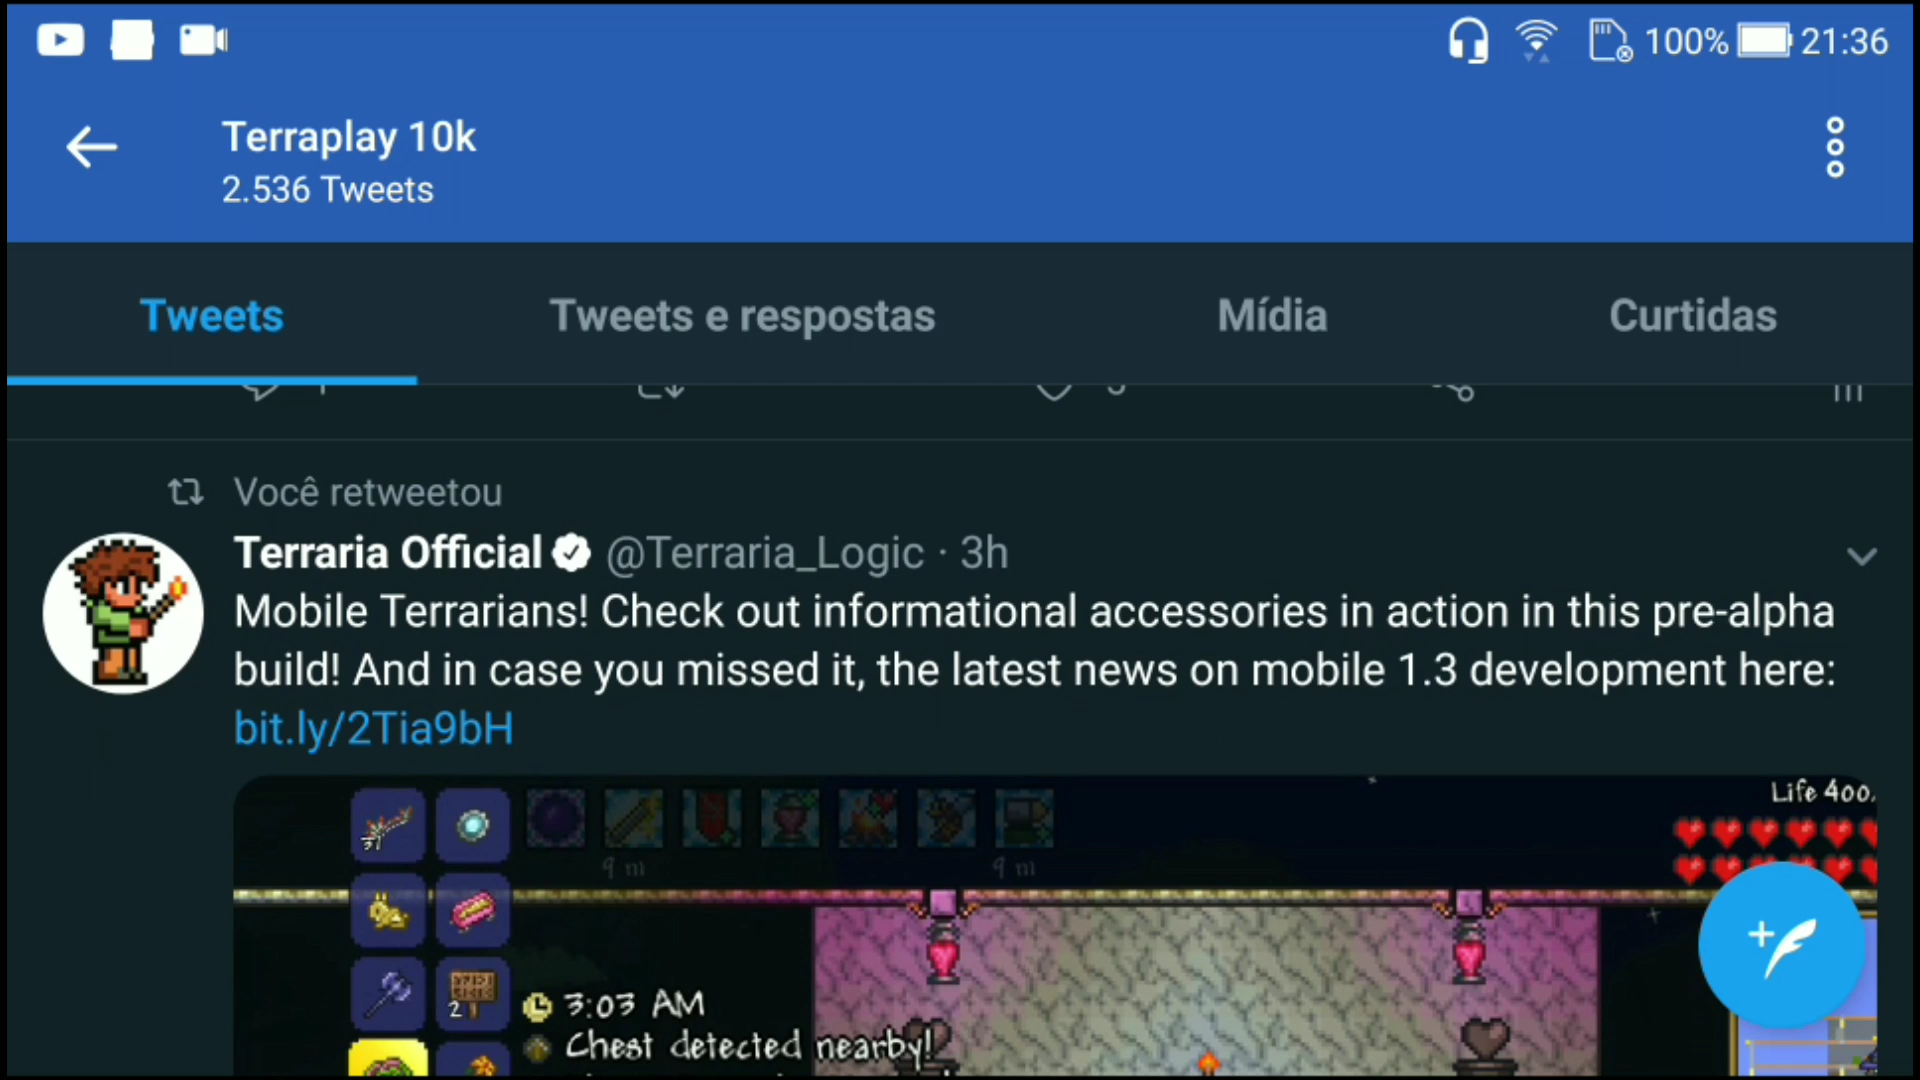 100% 21:36
Terraplay 10k
2.536 Tweets
Tweets Tweets e respostas Mídia Curtidas
Você retweetou
Terraria Official @Terraria_Logic · 3h
Mobile Terrarians! Check out informational accessories in action in this pre-alpha
build! And in case you missed it, the latest news on mobile 1.3 development here:
bit.ly/2Tia9bH
Life 400
9 m 9 m
2
3:03 AM
Chest detected nearby!